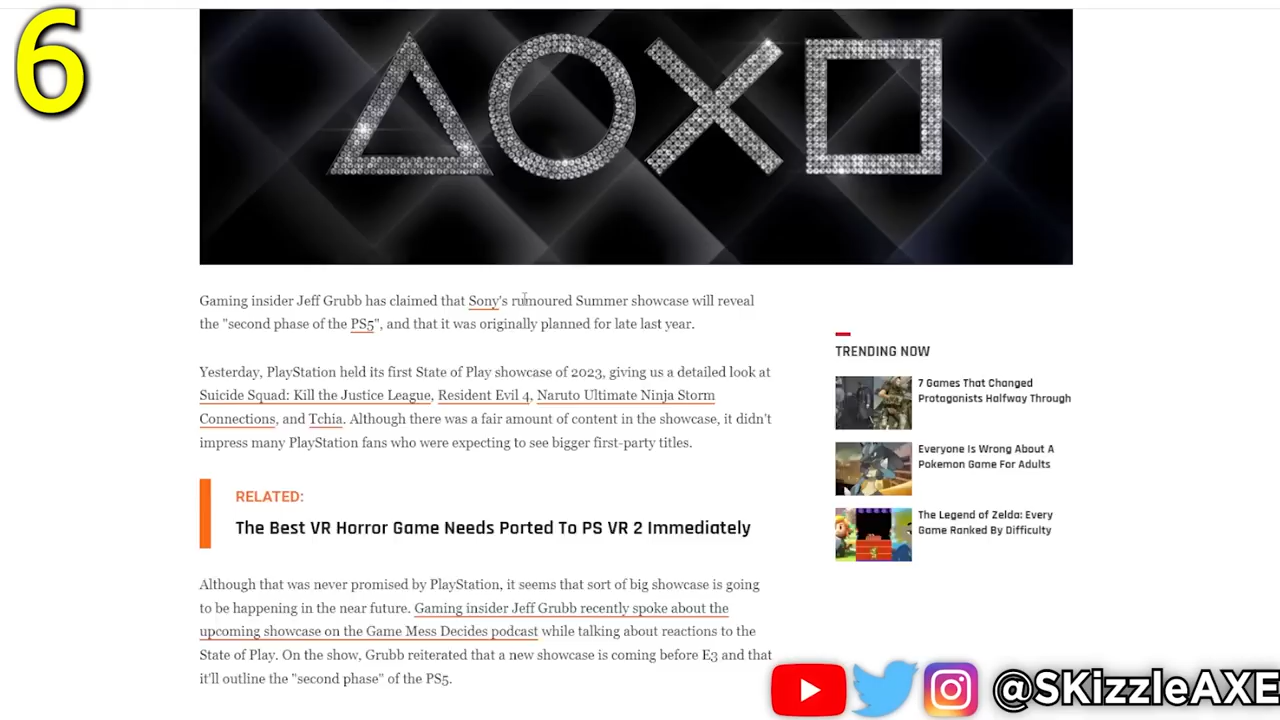 6
Gaming insider Jeff Grubb has claimed that Sony's rumoured Summer showcase will reveal
the "second phase of the PS5", and that it was originally planned for late last year.
Yesterday, PlayStation held its first State of Play showcase of 2023, giving us a detailed look at
Suicide Squad: Kill the Justice League, Resident Evil 4, Naruto Ultimate Ninja Storm
Connections, and Tchia. Although there was a fair amount of content in the showcase, it didn't
impress many PlayStation fans who were expecting to see bigger first-party titles.
RELATED:
The Best VR Horror Game Needs Ported To PS VR 2 Immediately
Although that was never promised by PlayStation, it seems that sort of big showcase is going
to be happening in the near future. Gaming insider Jeff Grubb recently spoke about the
upcoming showcase on the Game Mess Decides podcast while talking about reactions to the
State of Play. On the show, Grubb reiterated that a new showcase is coming before E3 and that
it'll outline the "second phase" of the PS5.
TRENDING NOW
7 Games That Changed
Protagonists Halfway Through
Everyone Is Wrong About A
Pokemon Game For Adults
The Legend of Zelda: Every
Game Ranked By Difficulty
@SKizzleAXE